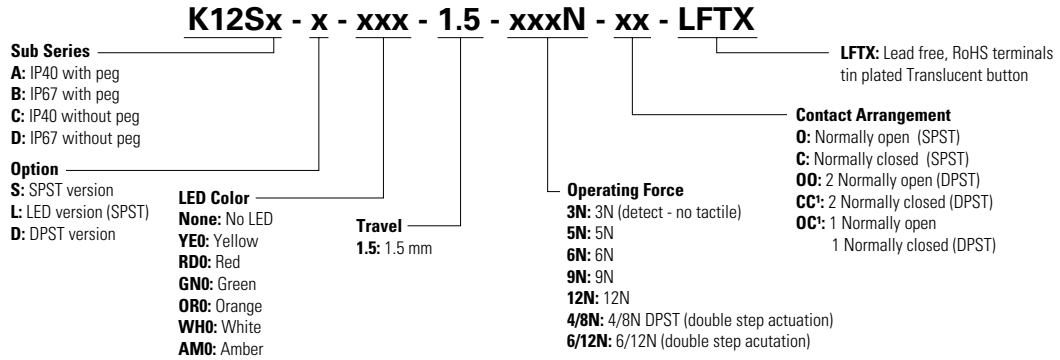 K12Sx - x - xxx - 1.5 - xxxN - xx - LFTX
Sub Series
A: IP40 with peg
B: IP67 with peg
C: IP40 without peg
D: IP67 without peg
Option
S: SPST version
L: LED version (SPST)
D: DPST version
LED Color
None: No LED
YE0: Yellow
RD0: Red
GN0: Green
OR0: Orange
WH0: White
AM0: Amber
Travel
1.5: 1.5 mm
Operating Force
3N: 3N (detect - no tactile)
5N: 5N
6N: 6N
9N: 9N
12N: 12N
4/8N: 4/8N DPST (double step actuation)
6/12N: 6/12N (double step acutation)
LFTX: Lead free, RoHS terminals
tin plated Translucent button
Contact Arrangement
O: Normally open (SPST)
C: Normally closed (SPST)
OO: 2 Normally open (DPST)
CC¹: 2 Normally closed (DPST)
OC¹: 1 Normally open
1 Normally closed (DPST)